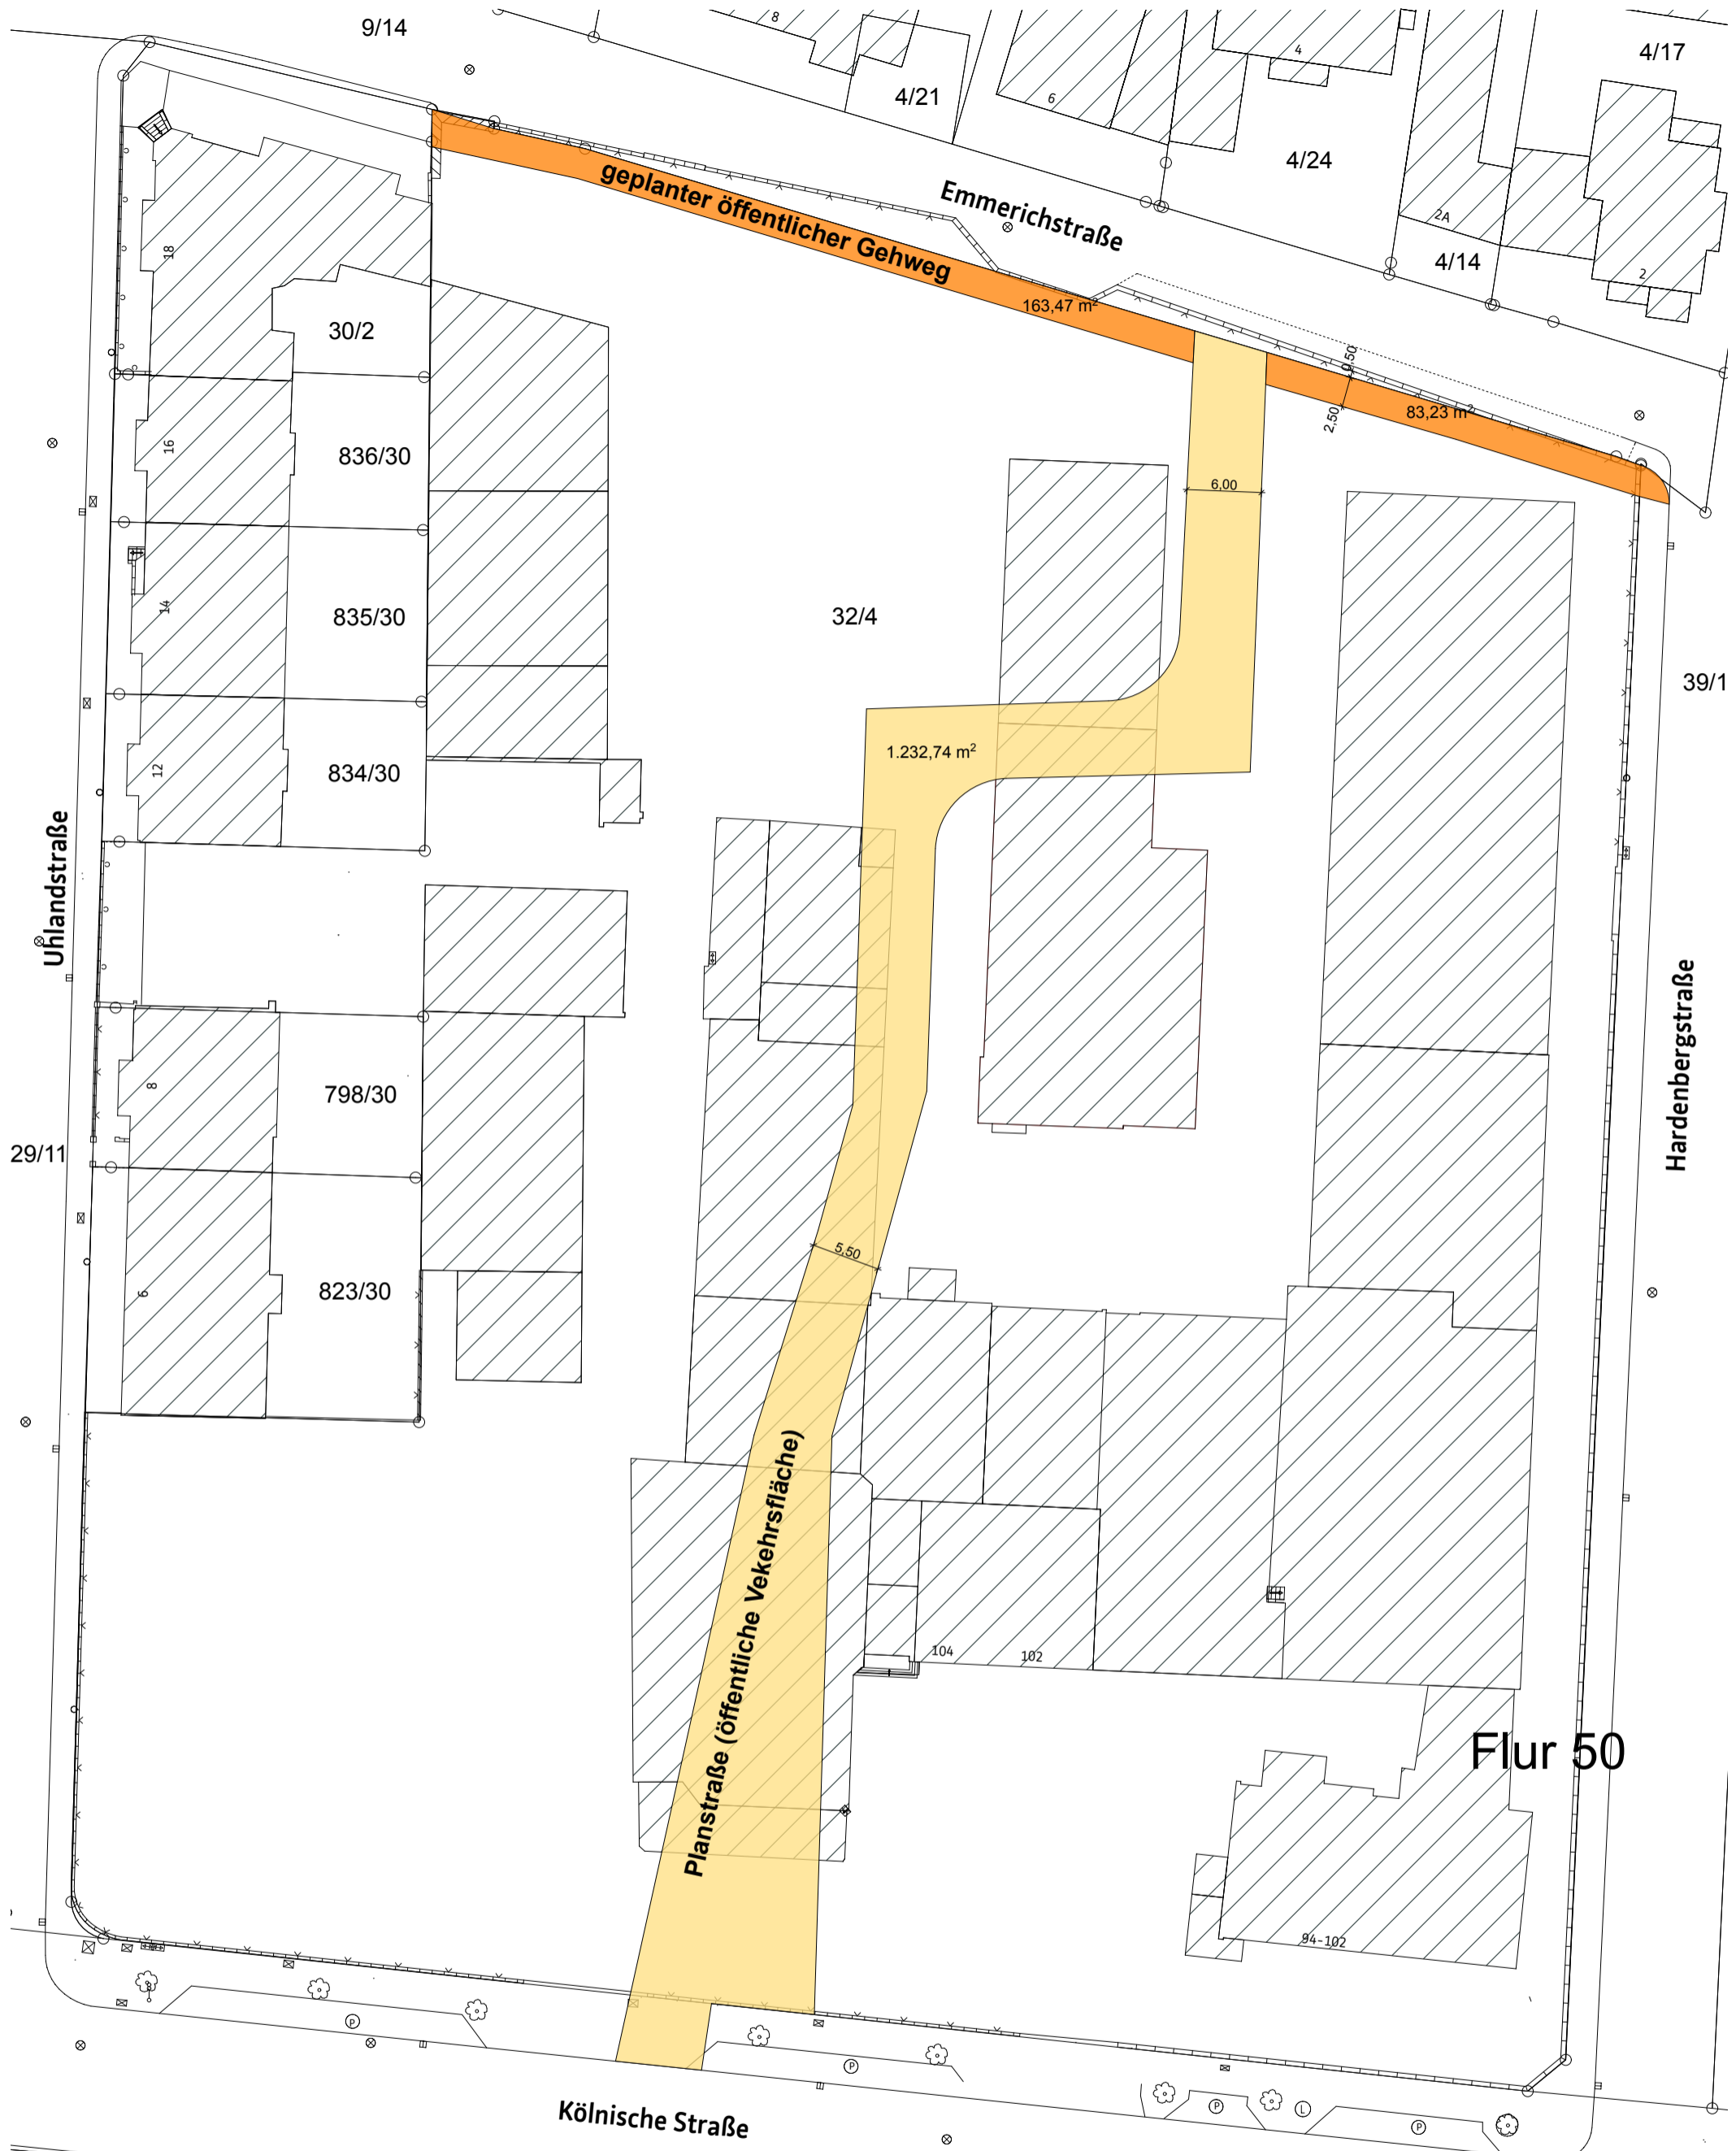 9/14
8
4/21
6
4
4/17
4/24
2A
4/14
2
Emmerichstraße
geplanter öffentlicher Gehweg
163,47 m²
0,50
2,50
83,23 m²
18
30/2
16
836/30
6,00
14
835/30
32/4
39/1
12
834/30
1.232,74 m²
Uhlandstraße
Hardenbergstraße
8
798/30
29/11
6
823/30
5,50
Planstraße (öffentliche Vekehrsfläche)
104
102
Flur 50
94-102
P
P
P
L
P
Kölnische Straße